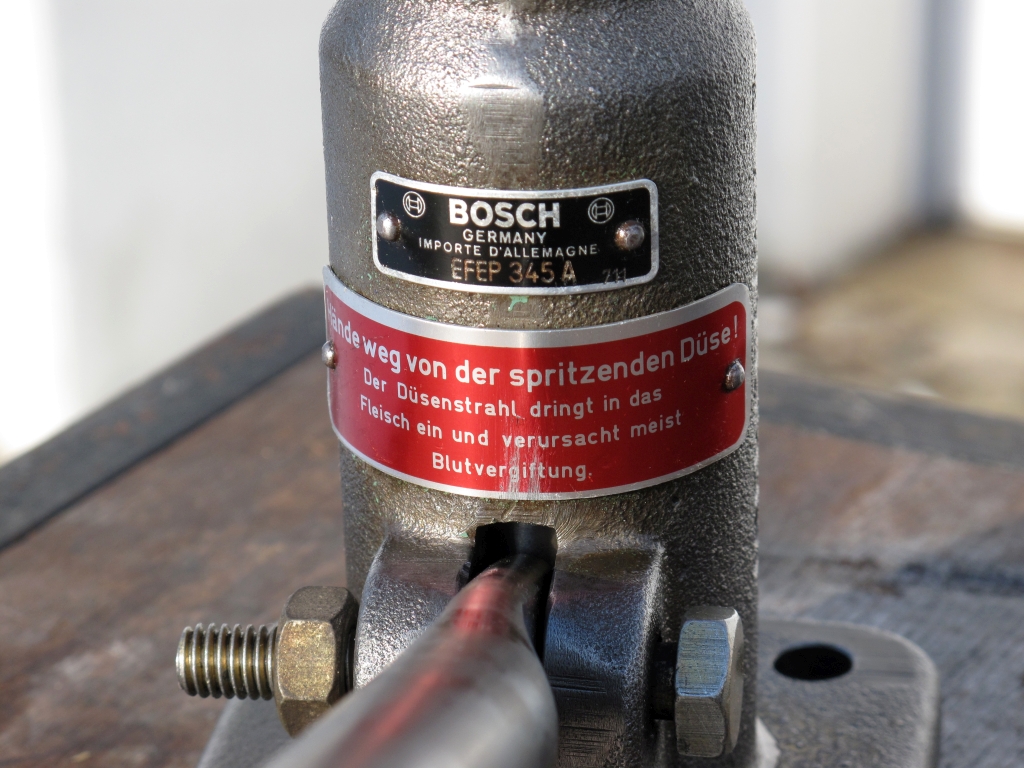 BOSCH
GERMANY
IMPORTE D'ALLEMAGNE
EFEP 345 A
Hände weg von der spritzenden Düse!
Der Düsenstrahl dringt in das
Fleisch ein und verursacht meist
Blutvergiftung.